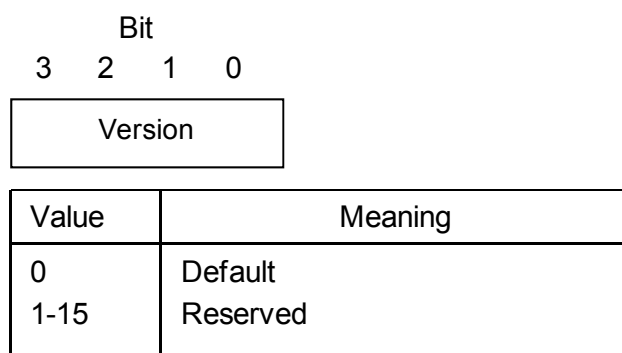 Bit
3 2 1 0
Version
Value Meaning
0 Default
1-15 Reserved